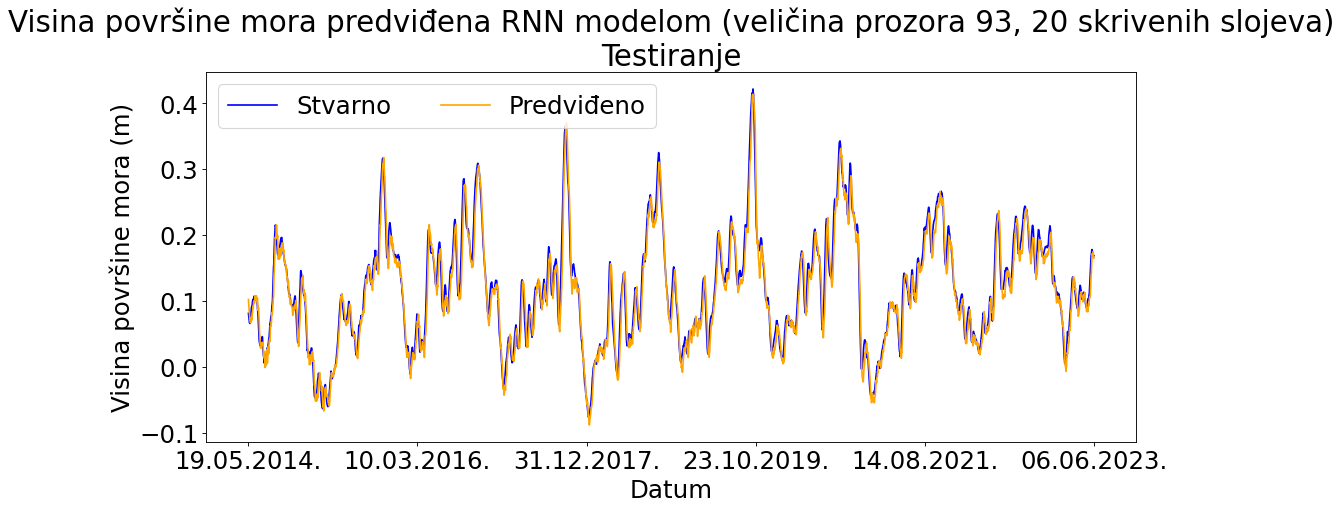 Visina površine mora predviđena RNN modelom (veličina prozora 93, 20 skrivenih slojeva)
Testiranje
Stvarno Predviđeno
Visina površine mora (m)
0.4
0.3
0.2
0.1
0.0
−0.1
19.05.2014. 10.03.2016. 31.12.2017. 23.10.2019. 14.08.2021. 06.06.2023.
Datum